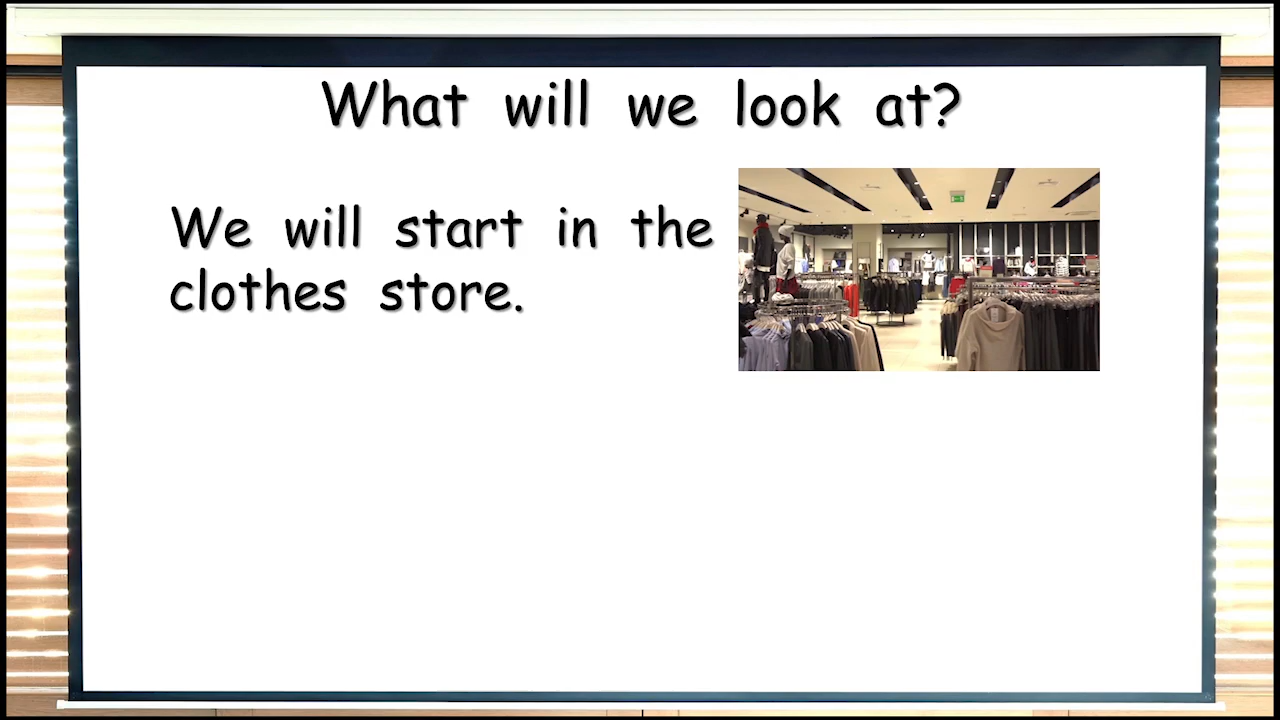 What will we look at?
We will start in the
clothes store.